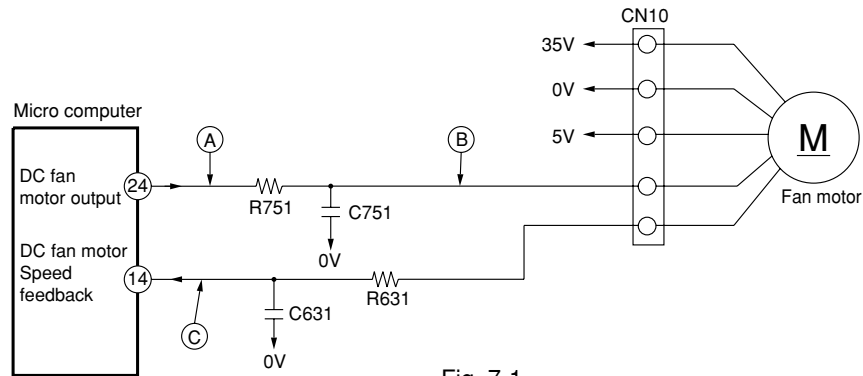 CN10
35V
0V
5V
Micro computer
A
B
M
DC fan
motor output
24
R751
C751
0V
Fan motor
DC fan motor
Speed
feedback
14
R631
C
C631
0V
Fig. 7-1